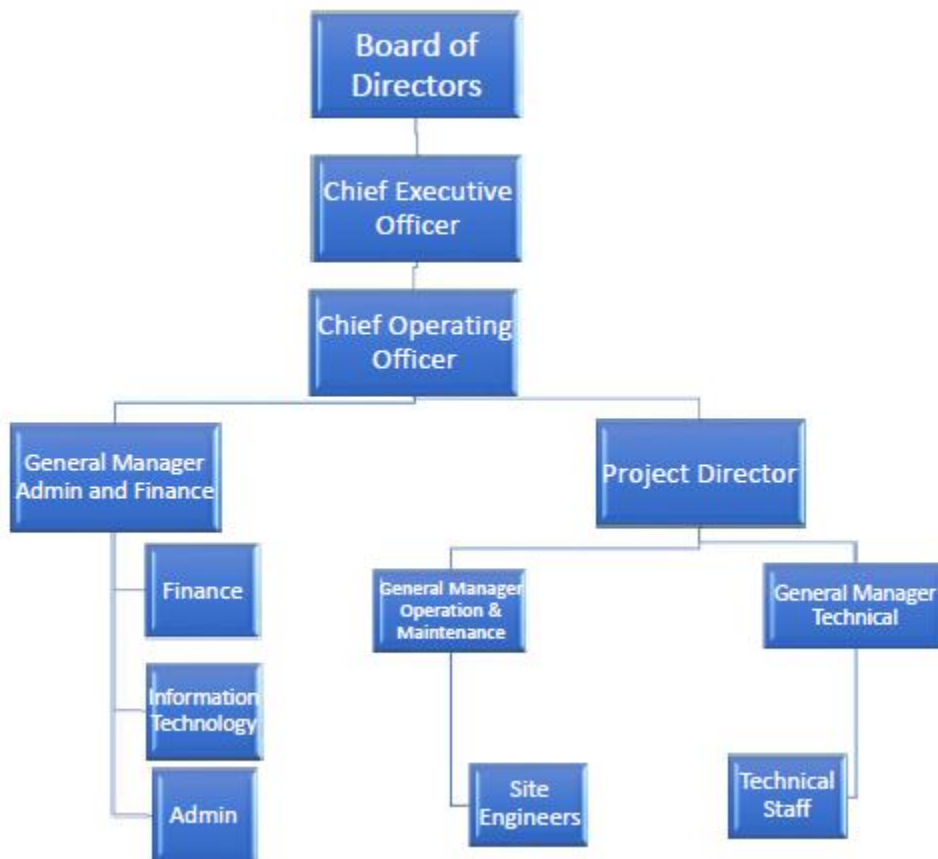 Board of
Directors
Chief Executive
Officer
Chief Operating
Officer
General Manager
Admin and Finance
Project Director
Finance
General Manager
Operation &
Maintenance
General Manager
Technical
Information
Technology
Admin
Site
Engineers
Technical
Staff